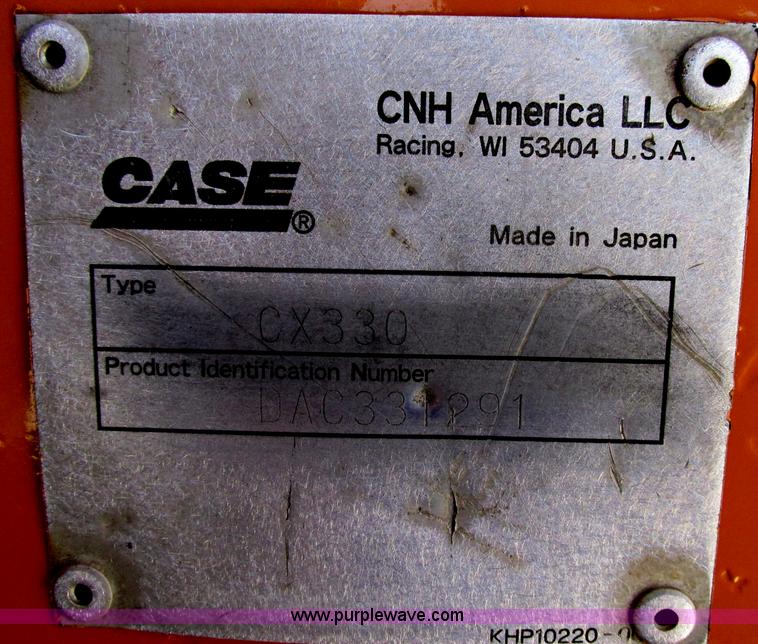 CNH America LLC
Racing, WI 53404 U.S.A.
CASE®
Made in Japan
Type
CX330
Product Identification Number
DAC331291
www.purplewave.com